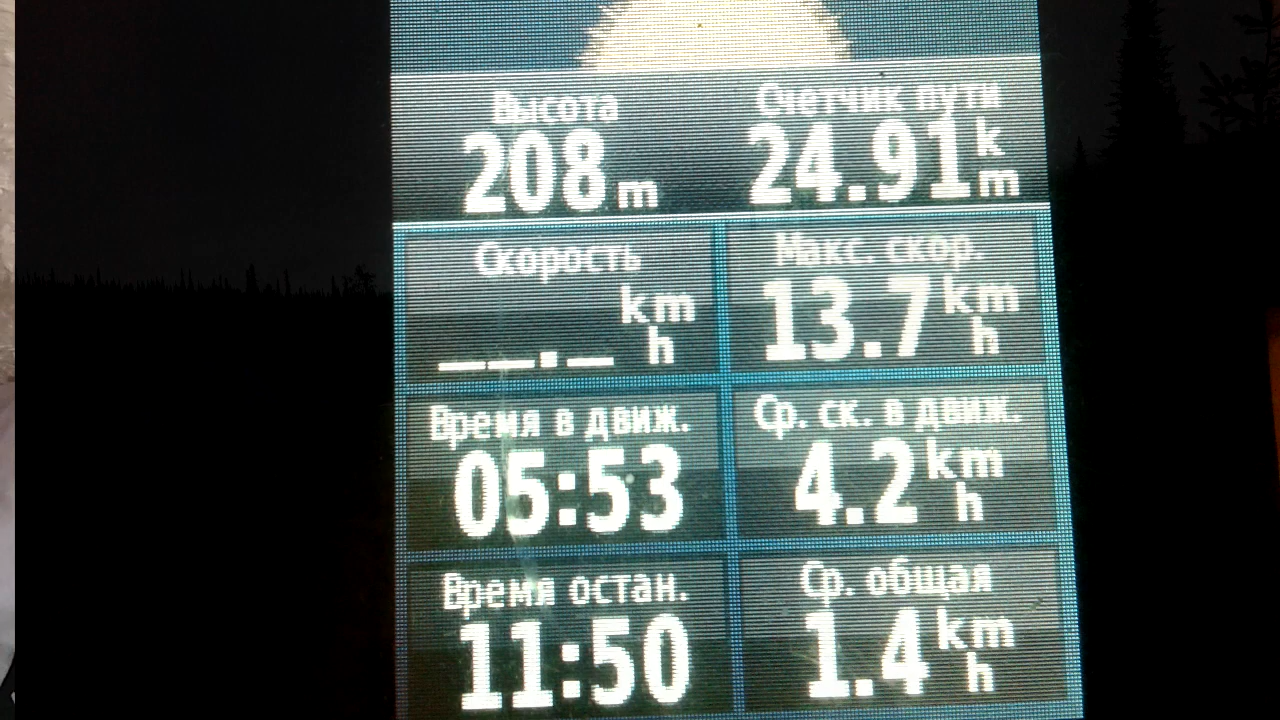 Высота
208 m
Счетчик пути
24.91 km
Скорость
__._ km/h
Макс. скор.
13.7 km/h
Время в движ.
05:53
Ср. ск. в движ.
4.2 km/h
Время остан.
11:50
Ср. общая
1.4 km/h